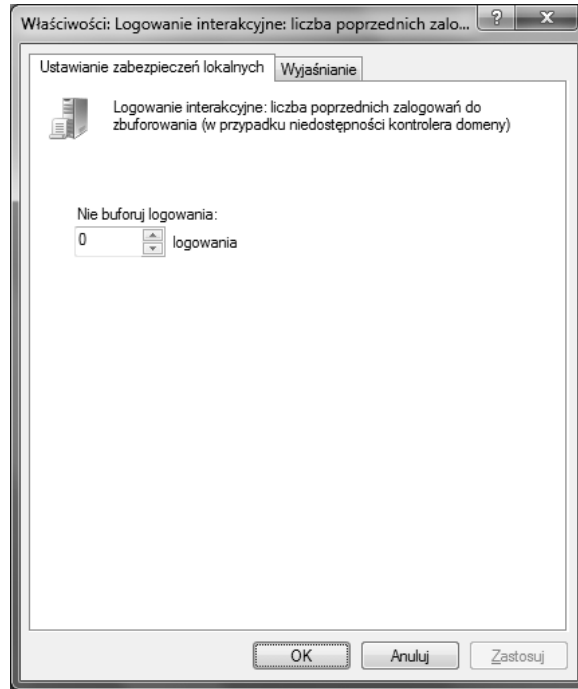 Właściwości: Logowanie interakcyjne: liczba poprzednich zalo...
Ustawianie zabezpieczeń lokalnych
Wyjaśnianie
Logowanie interakcyjne: liczba poprzednich zalogowań do
zbuforowania (w przypadku niedostępności kontrolera domeny)
Nie buforuj logowania:
0 logowania
OK
Anuluj
Zastosuj